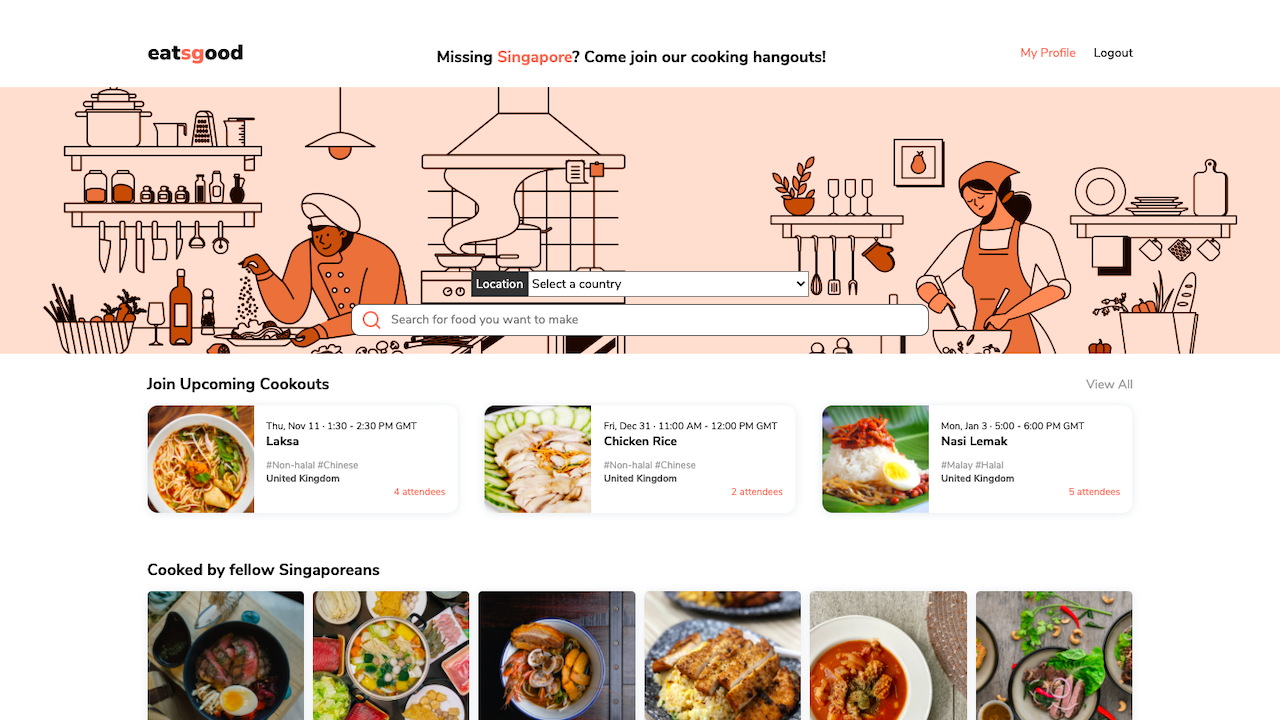 eatsgood
Missing Singapore? Come join our cooking hangouts!
My Profile
Logout
Location
Select a country
Search for food you want to make
Join Upcoming Cookouts
View All
Thu, Nov 11 · 1:30 - 2:30 PM GMT
Laksa
#Non-halal #Chinese
United Kingdom
4 attendees
Fri, Dec 31 · 11:00 AM - 12:00 PM GMT
Chicken Rice
#Non-halal #Chinese
United Kingdom
2 attendees
Mon, Jan 3 · 5:00 - 6:00 PM GMT
Nasi Lemak
#Malay #Halal
United Kingdom
5 attendees
Cooked by fellow Singaporeans